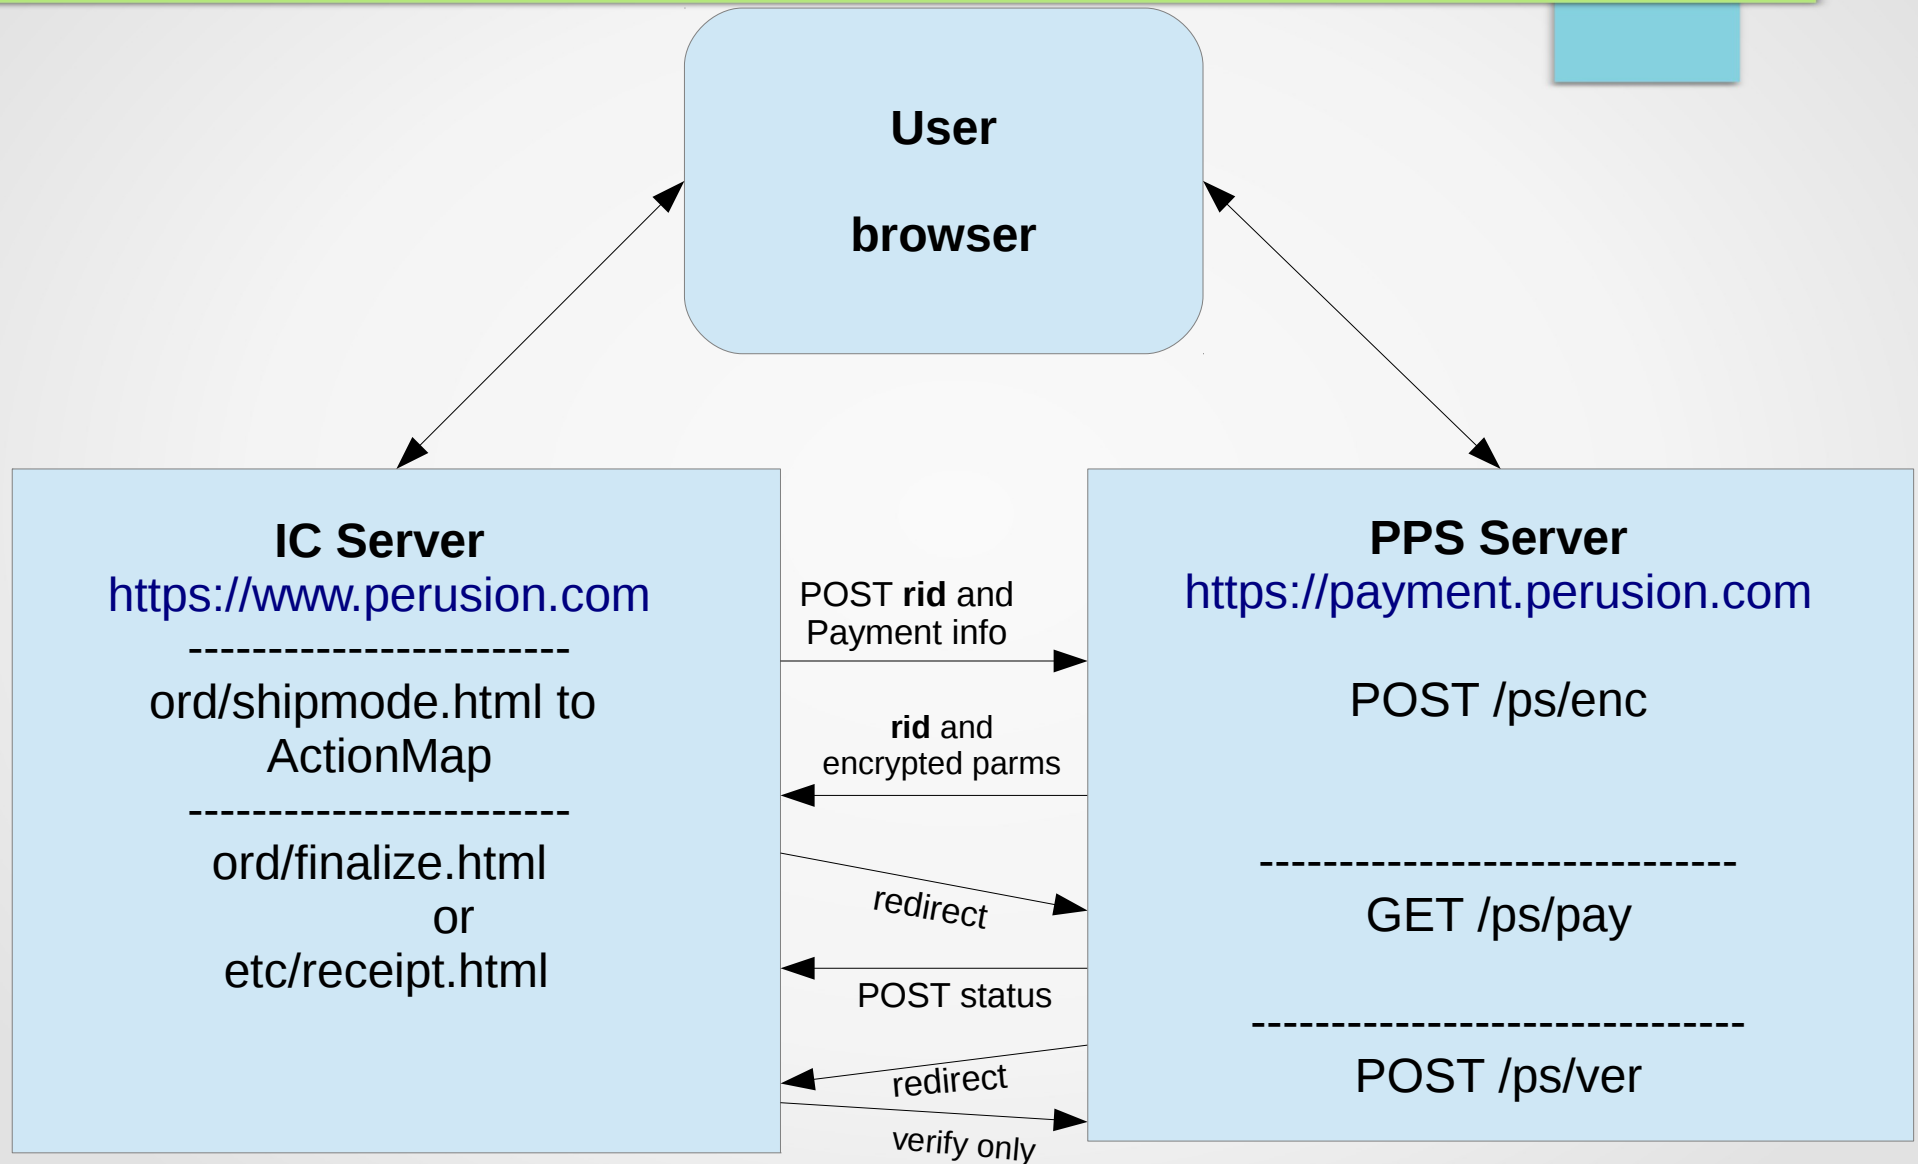 User
browser
IC Server
https://www.perusion.com
------------------------
ord/shipmode.html to
ActionMap
------------------------
ord/finalize.html
or
etc/receipt.html
POST rid and
Payment info
rid and
encrypted parms
redirect
POST status
redirect
verify only
PPS Server
https://payment.perusion.com
POST /ps/enc
------------------------------
GET /ps/pay
-------------------------------
POST /ps/ver